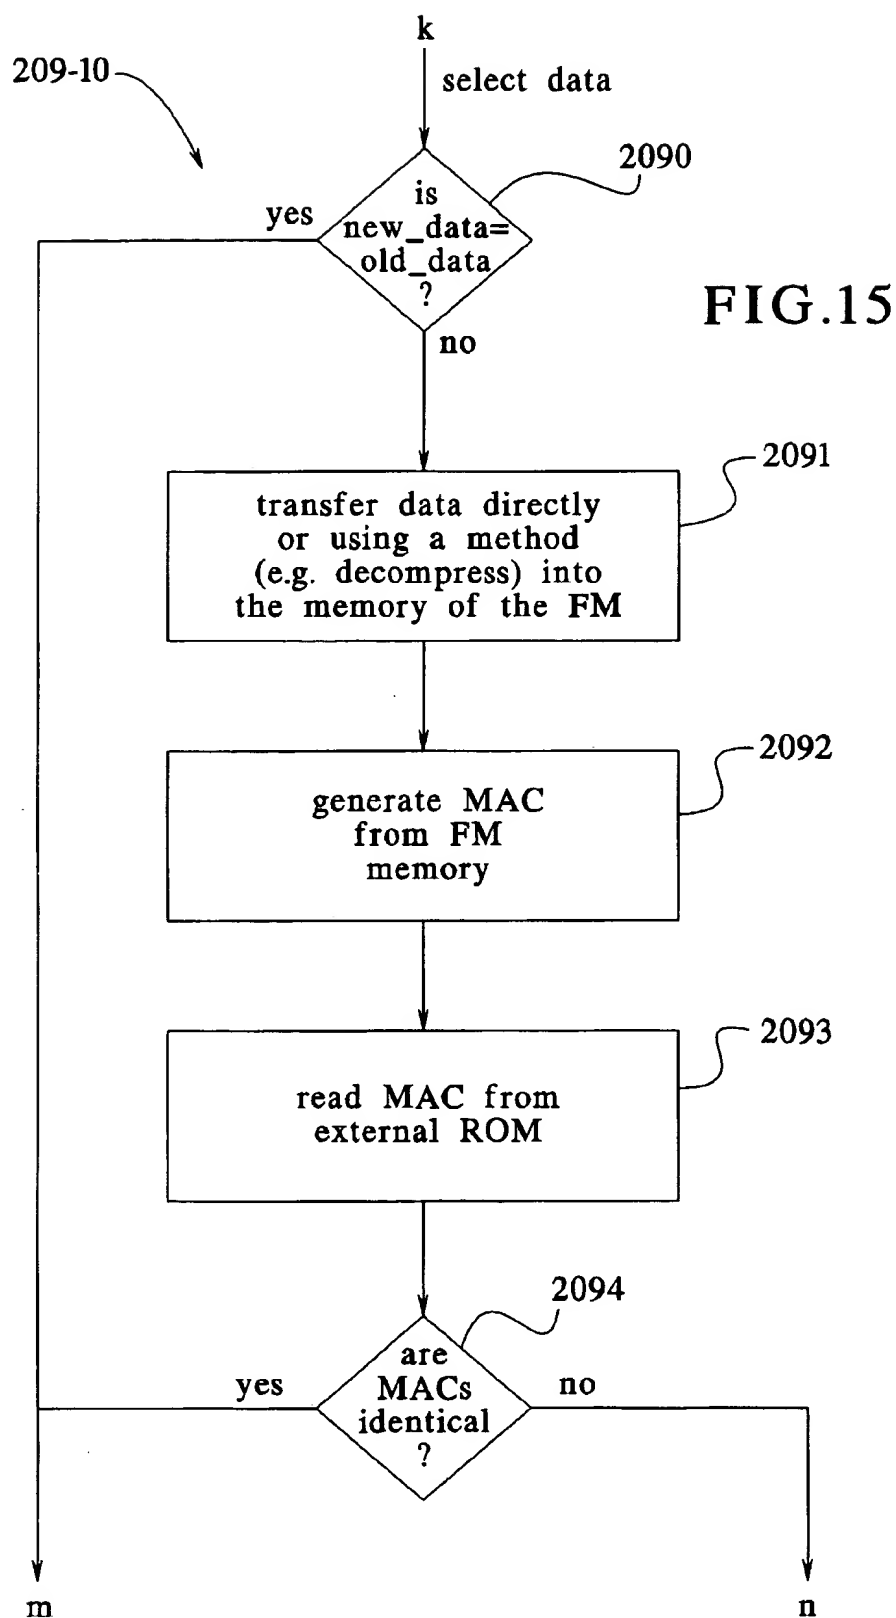 k
209-10
select data
2090
yes
is
new_data=
old_data
?
FIG.15
no
2091
transfer data directly
or using a method
(e.g. decompress) into
the memory of the FM
2092
generate MAC
from FM
memory
2093
read MAC from
external ROM
2094
yes
are
MACs
identical
?
no
m
n